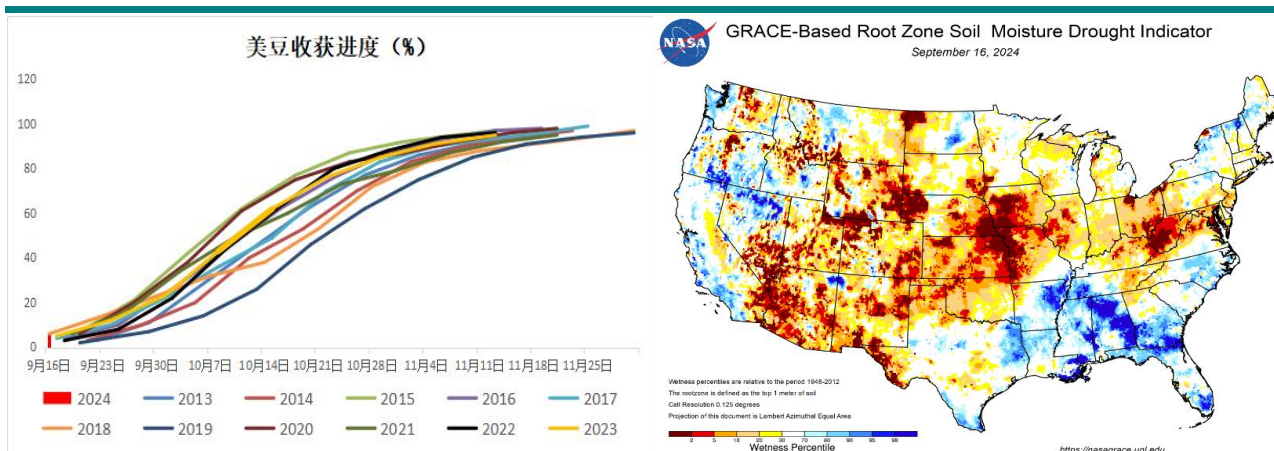 美豆收获进度（%）
120
100
80
60
40
20
0
9月16日 9月23日 9月30日 10月7日 10月14日 10月21日 10月28日 11月4日 11月11日 11月18日 11月25日
2024 2013 2014 2015 2016 2017
2018 2019 2020 2021 2022 2023
NASA
GRACE-Based Root Zone Soil Moisture Drought Indicator
September 16, 2024
Wetness percentiles are relative to the period 1948-2012
The rootzone is defined as the top 1 meter of soil
Cell Resolution 0.125 degrees
Projection of this document is Lambert Azimuthal Equal Area
2 5 10 20 30 70 80 90 95 98
Wetness Percentile
https://nasagrace.unl.edu